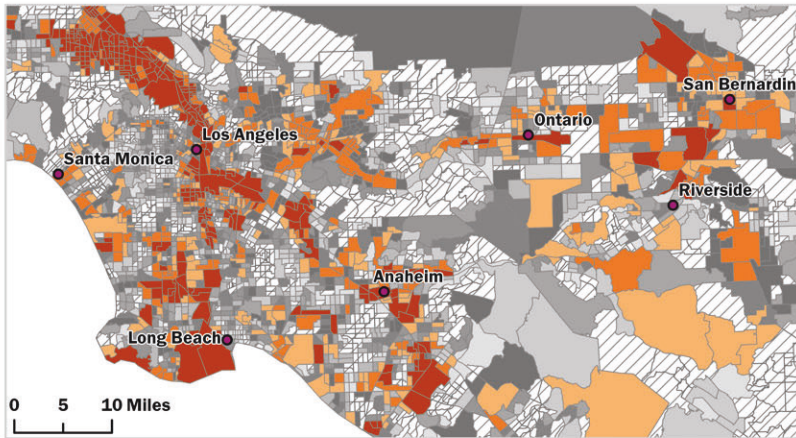 San Bernardin
Ontario
Los Angeles
Santa Monica
Riverside
Anaheim
Long Beach
0 5 10 Miles